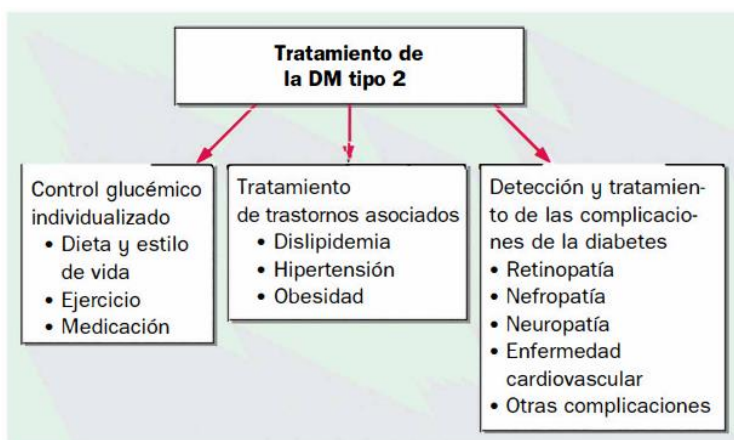 Tratamiento de
la DM tipo 2
Control glucémico
individualizado
• Dieta y estilo
de vida
• Ejercicio
• Medicación
Tratamiento
de trastornos asociados
• Dislipidemia
• Hipertensión
• Obesidad
Detección y tratamien-
to de las complicacio-
nes de la diabetes
• Retinopatía
• Nefropatía
• Neuropatía
• Enfermedad
cardiovascular
• Otras complicaciones